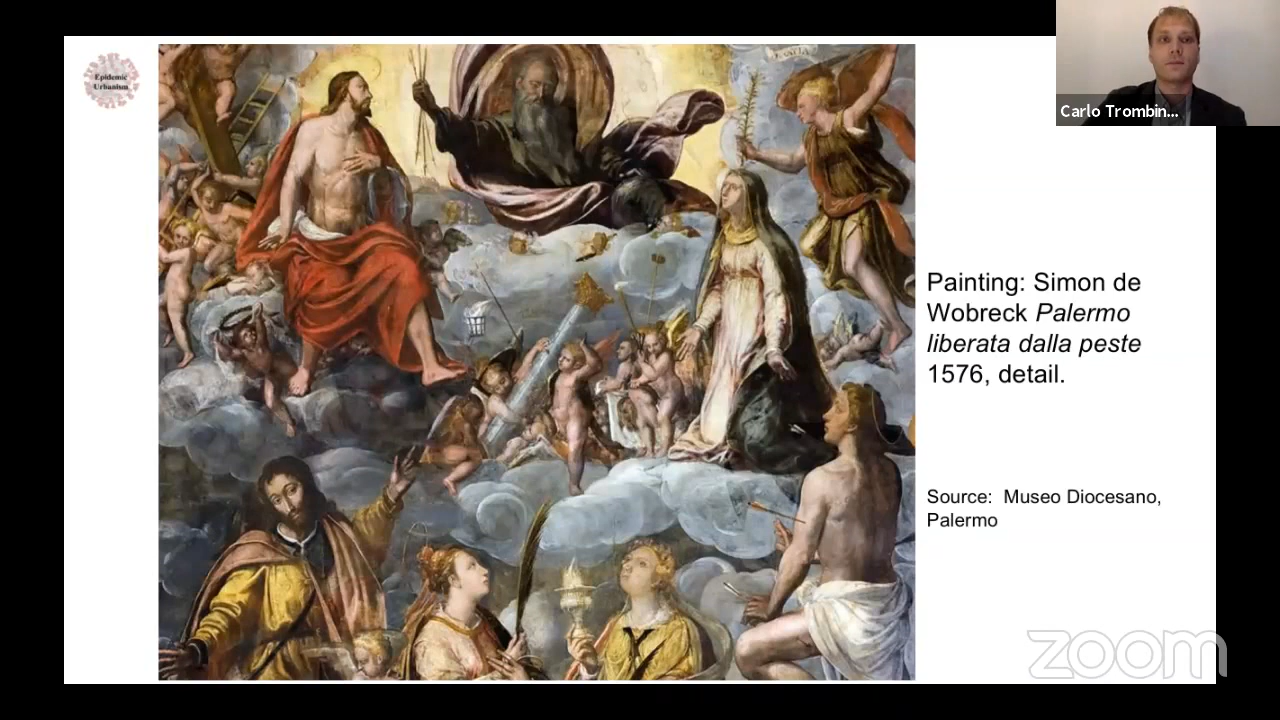 Epidemic
Urbanism
Carlo Trombin...
Painting: Simon de
Wobreck Palermo
liberata dalla peste
1576, detail.
Source: Museo Diocesano,
Palermo
zoom